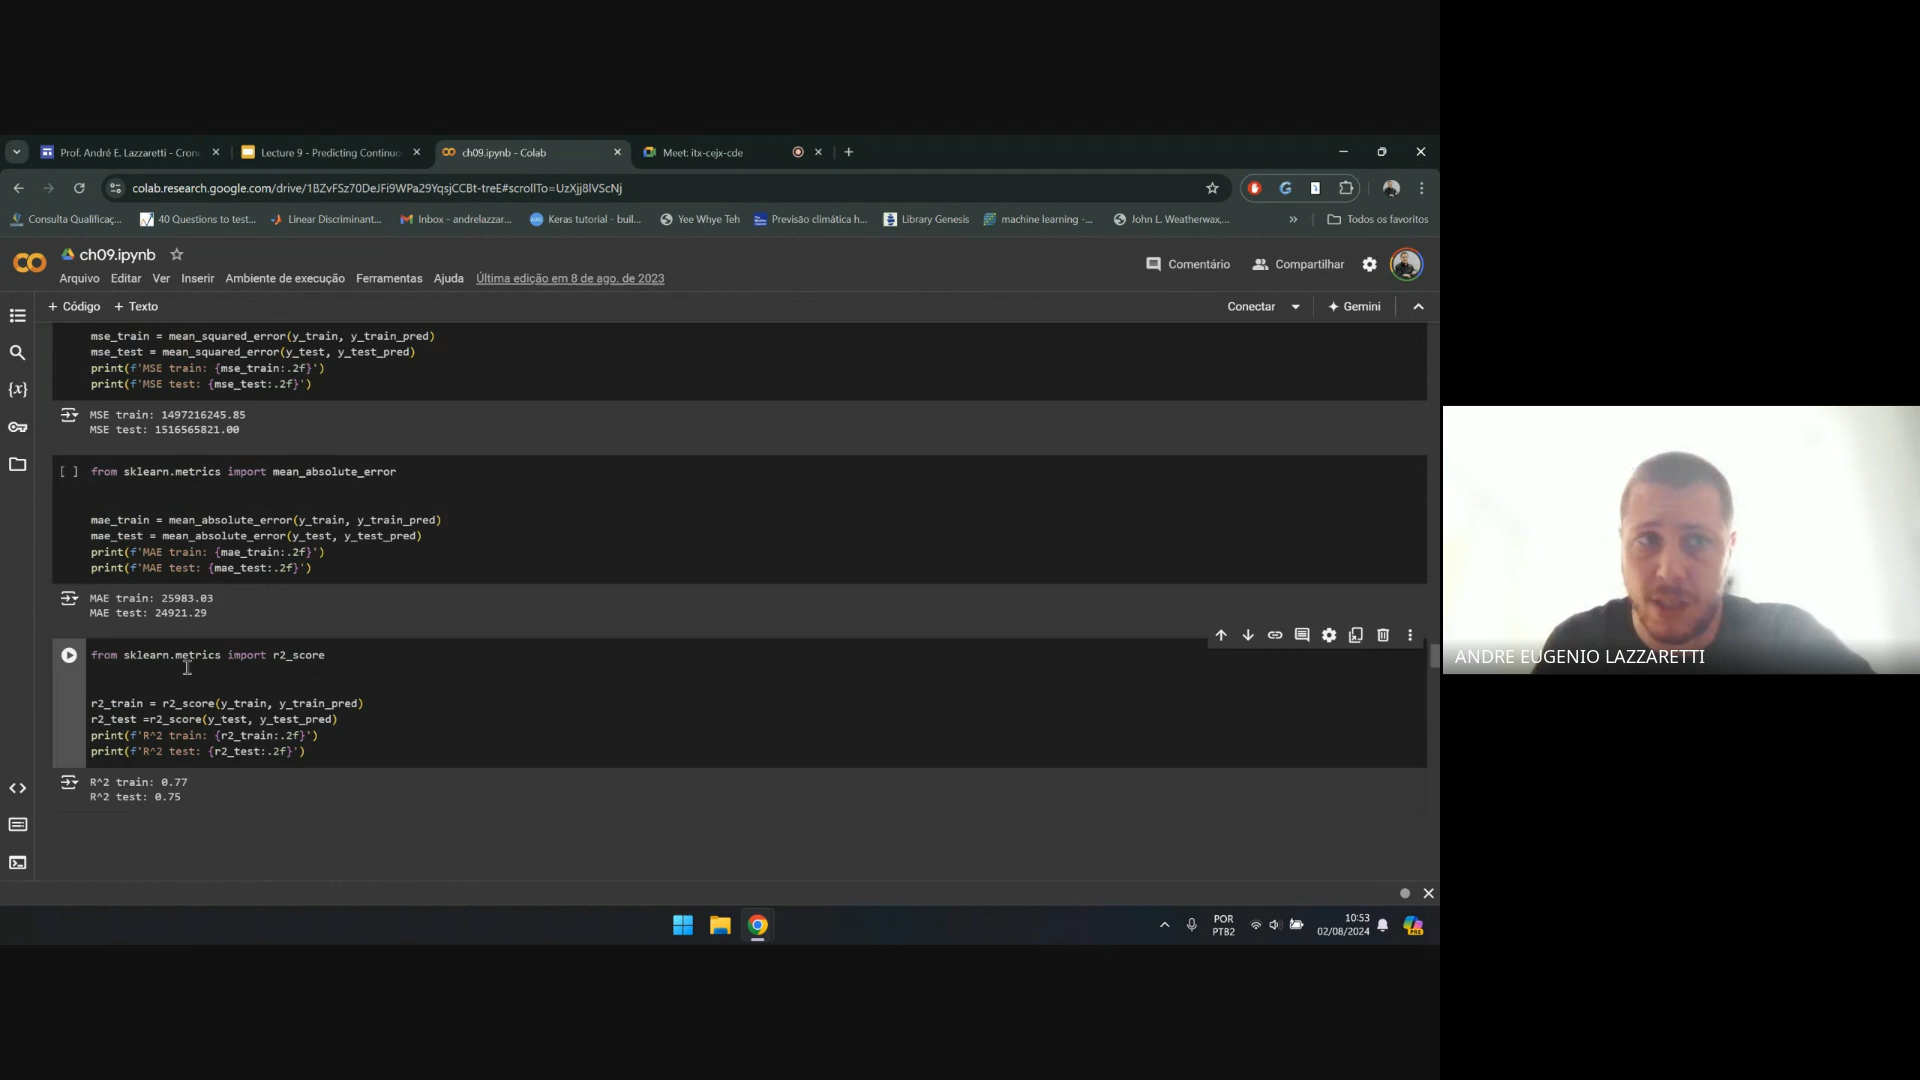 Prof. André E. Lazzaretti - Cron
Lecture 9 - Predicting Continuo
ch09.ipynb - Colab
Meet: itx-cejx-cde
colab.research.google.com/drive/1BZvFSz70DeJFi9WPa29YqsjCCBt-treE#scrollTo=UzXjj8lVScNj
Consulta Qualificaç...
40 Questions to test...
Linear Discriminant...
Inbox - andrelazzar...
Keras tutorial - buil...
Yee Whye Teh
Previsão climática h...
Library Genesis
machine learning -...
John L. Weatherwax,...
Todos os favoritos
ch09.ipynb
Comentário
Compartilhar
Arquivo Editar Ver Inserir Ambiente de execução Ferramentas Ajuda Última edição em 8 de ago. de 2023
+ Código + Texto
Conectar
Gemini
mse_train = mean_squared_error(y_train, y_train_pred)
mse_test = mean_squared_error(y_test, y_test_pred)
print(f'MSE train: {mse_train:.2f}')
print(f'MSE test: {mse_test:.2f}')
MSE train: 1497216245.85
MSE test: 1516565821.00
[ ] from sklearn.metrics import mean_absolute_error
mae_train = mean_absolute_error(y_train, y_train_pred)
mae_test = mean_absolute_error(y_test, y_test_pred)
print(f'MAE train: {mae_train:.2f}')
print(f'MAE test: {mae_test:.2f}')
MAE train: 25983.03
MAE test: 24921.29
from sklearn.metrics import r2_score
r2_train = r2_score(y_train, y_train_pred)
r2_test =r2_score(y_test, y_test_pred)
print(f'R^2 train: {r2_train:.2f}')
print(f'R^2 test: {r2_test:.2f}')
R^2 train: 0.77
R^2 test: 0.75
ANDRE EUGENIO LAZZARETTI
POR
PTB2
10:53
02/08/2024